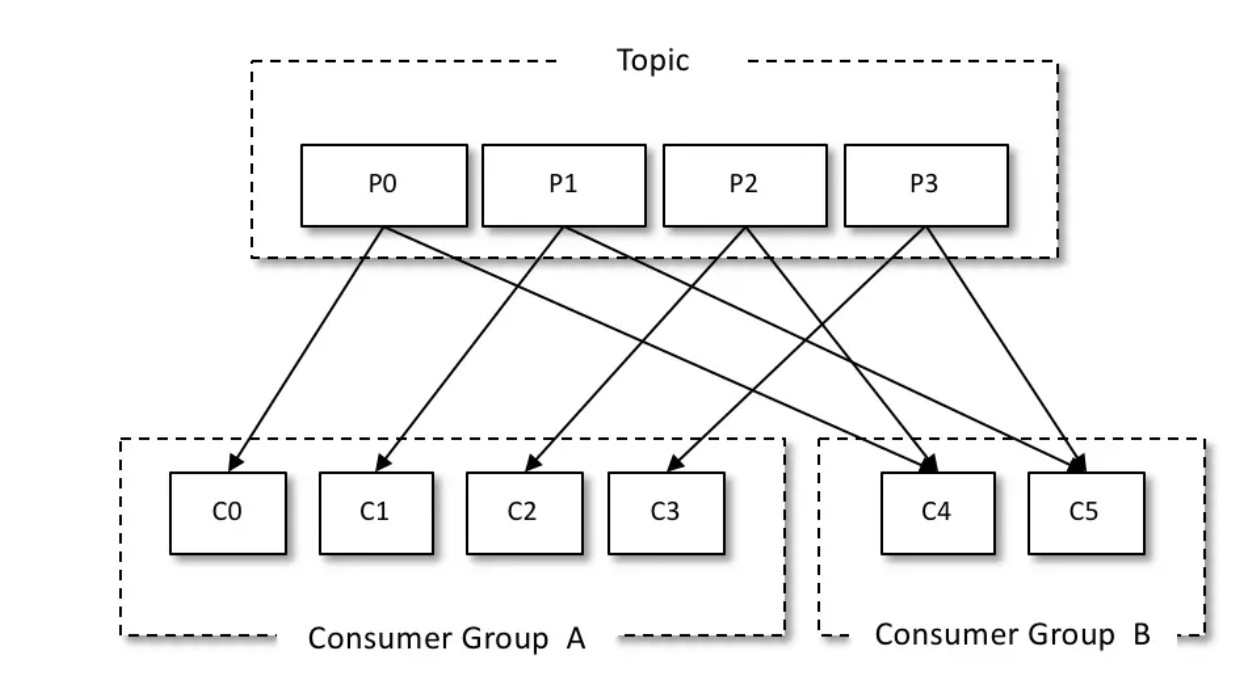 Topic
P0
P1
P2
P3
C0
C1
C2
C3
C4
C5
Consumer Group A
Consumer Group B